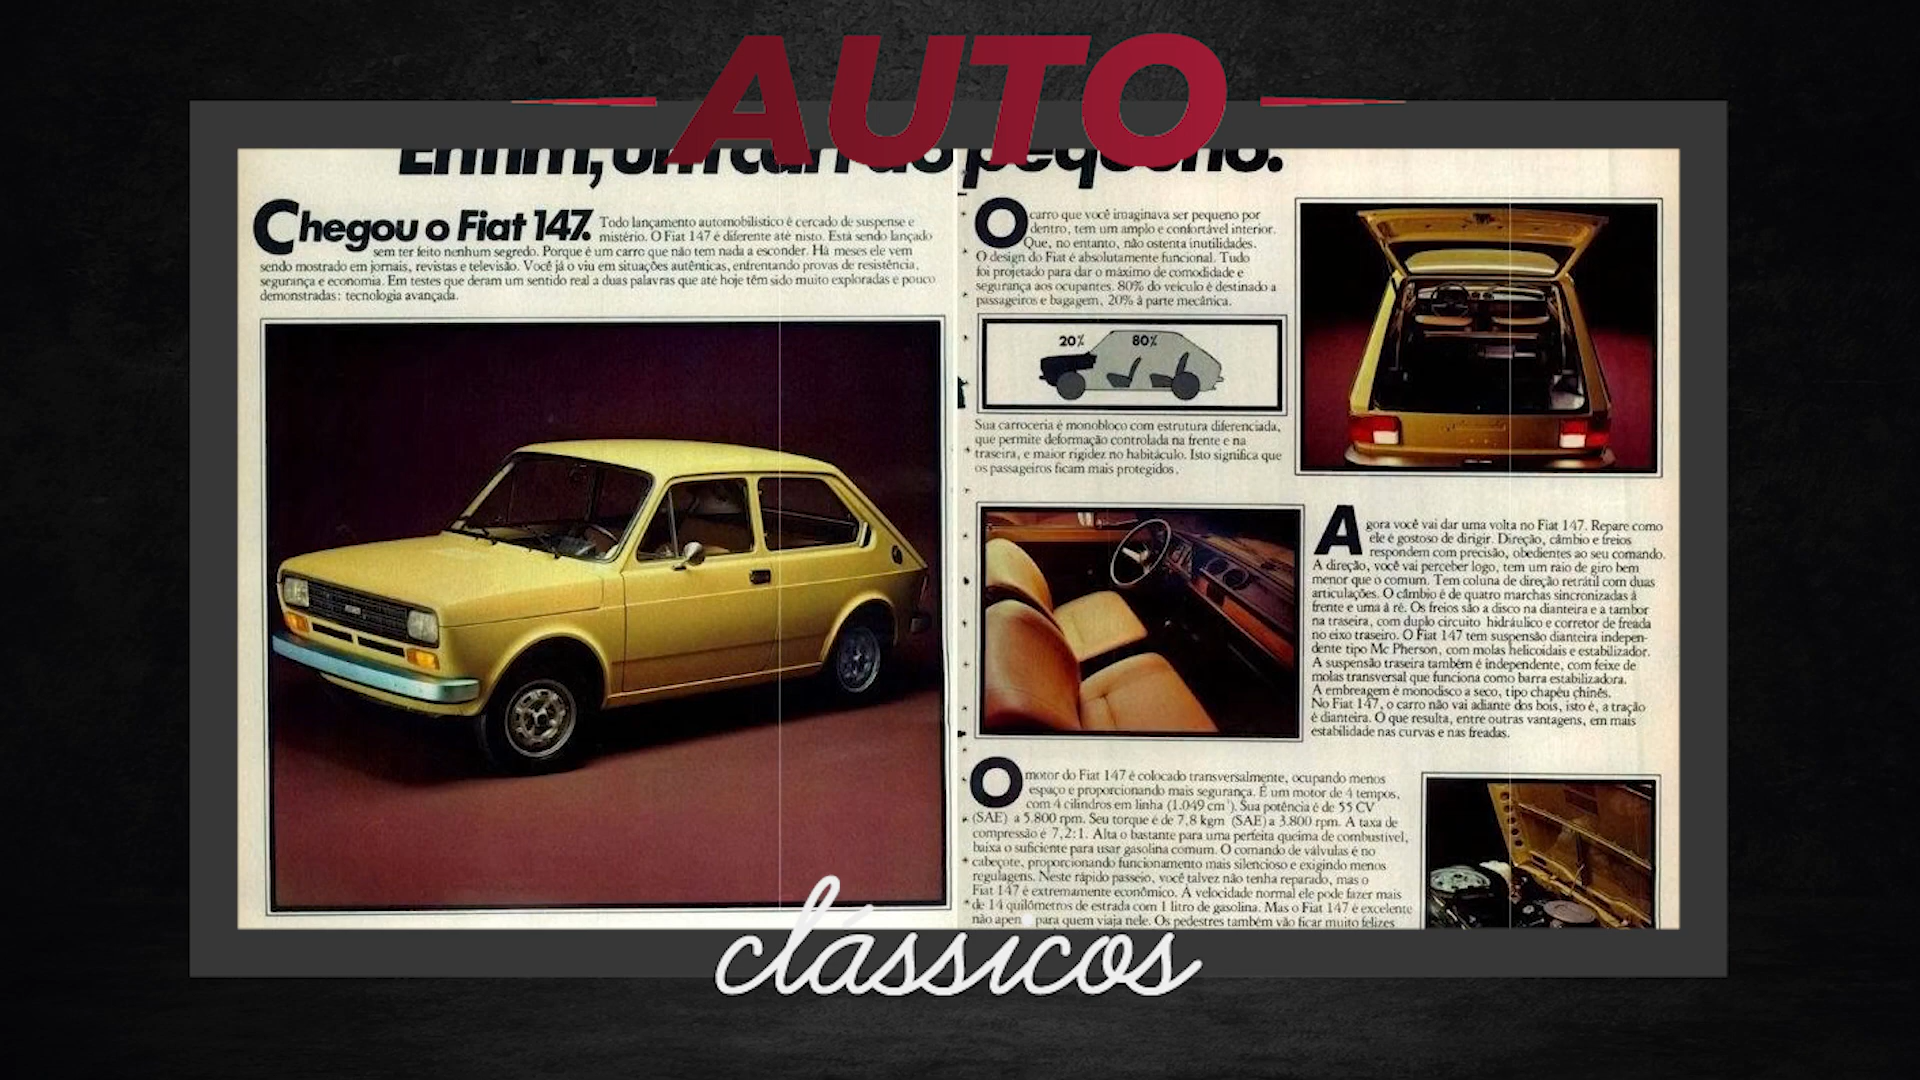 AUTO
Chegou o Fiat 147.
Todo lançamento automobilístico é cercado de suspense e
mistério. O Fiat 147 é diferente até nisto. Está sendo lançado
sem ter feito nenhum segredo. Porque é um carro que não tem nada a esconder. Há meses ele vem
sendo mostrado em jornais, revistas e televisão. Você já o viu em situações autênticas, enfrentando provas de resistência,
segurança e economia. Em testes que deram um sentido real a duas palavras que até hoje têm sido muito exploradas e pouco
demonstradas: tecnologia avançada.
O carro que você imaginava ser pequeno por
dentro, tem um amplo e confortável interior.
Que, no entanto, não ostenta inutilidades.
O design do Fiat é absolutamente funcional. Tudo
foi projetado para dar o máximo de comodidade e
segurança aos ocupantes. 80% do veículo é destinado a
passageiros e bagagem, 20% à parte mecânica.
20% 80%
Sua carroceria é monobloco com estrutura diferenciada,
que permite deformação controlada na frente e na
traseira, e maior rigidez no habitáculo. Isto significa que
os passageiros ficam mais protegidos.
Agora você vai dar uma volta no Fiat 147. Repare como
ele é gostoso de dirigir. Direção, câmbio e freios
respondem com precisão, obedientes ao seu comando.
A direção, você vai perceber logo, tem um raio de giro bem
menor que o comum. Tem coluna de direção retrátil com duas
articulações. O câmbio é de quatro marchas sincronizadas à
frente e uma à ré. Os freios são a disco na dianteira e a tambor
na traseira, com duplo circuito hidráulico e corretor de freada
no eixo traseiro. O Fiat 147 tem suspensão dianteira indepen-
dente tipo Mc Pherson, com molas helicoidais e estabilizador.
A suspensão traseira também é independente, com feixe de
molas transversal que funciona como barra estabilizadora.
A embreagem é monodisco a seco, tipo chapéu chinês.
No Fiat 147, o carro não vai adiante dos bois, isto é, a tração
é dianteira. O que resulta, entre outras vantagens, em mais
estabilidade nas curvas e nas freadas.
O motor do Fiat 147 é colocado transversalmente, ocupando menos
espaço e proporcionando mais segurança. É um motor de 4 tempos,
com 4 cilindros em linha (1.049 cm³). Sua potência é de 55 CV
(SAE) a 5.800 rpm. Seu torque é de 7,8 kgm (SAE) a 3.800 rpm. A taxa de
compressão é 7,2:1. Alta o bastante para uma perfeita queima de combustível,
baixa o suficiente para usar gasolina comum. O comando de válvulas é no
cabeçote, proporcionando funcionamento mais silencioso e exigindo menos
regulagens. Neste rápido passeio, você talvez não tenha reparado, mas o
Fiat 147 é extremamente econômico. À velocidade normal ele pode fazer mais
de 14 quilômetros de estrada com 1 litro de gasolina. Mas o Fiat 147 é excelente
não apen para quem viaja nele. Os pedestres também vão ficar muito felizes
clássicos